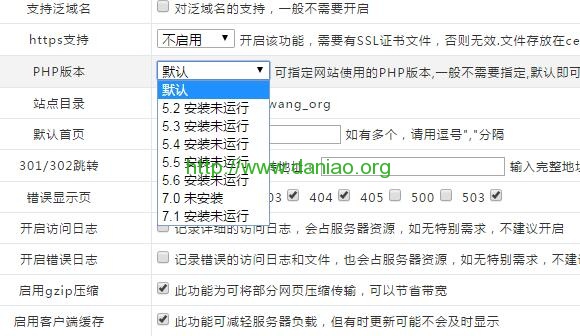 支持泛域名 对泛域名的支持，一般不需要开启
https支持 不启用 开启该功能，需要有SSL证书文件，否则无效.文件存放在ce
PHP版本 默认 可指定网站使用的PHP版本,一般不需要指定,默认即可
默认
站点目录 wang_org
5.2 安装未运行
5.3 安装未运行
默认首页 如有多个，请用逗号","分隔
5.4 安装未运行
301/302跳转 输入完整地址
5.5 安装未运行
http://www.daniao.org
5.6 安装未运行
错误显示页 03 404 405 500 503
7.0 未安装
7.1 安装未运行
开启访问日志 记录详细的访问日志，会占服务器资源，如无特别需求，不建议开启
开启错误日志 记录错误的访问日志和文件，也会占服务器资源，如无特别需求，不建
启用gzip压缩 此功能为可将部分网页压缩传输，可以节省带宽
启用客户端缓存 此功能可减轻服务器负载，但有时更新可能不会及时显示